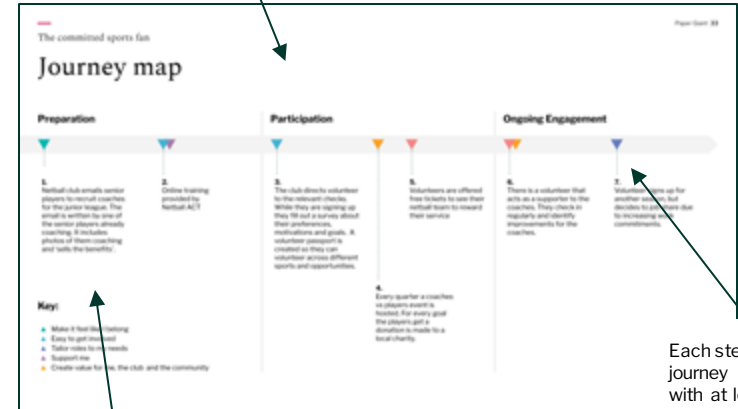 Paper Giant 33
The committed sports fan
Journey map
Preparation
Participation
Ongoing Engagement
1.
Netball club emails senior
players to recruit coaches
for the junior league. The
email is written by one of
the senior players already
coaching. It includes
photos of them coaching
and 'sells the benefits'.
2.
Online training
provided by
Netball ACT
3.
The club directs volunteer
to the relevant checks.
While they are signing up
they fill out a survey about
their preferences,
motivations and goals. A
volunteer passport is
created so they can
volunteer across different
sports and opportunities.
4.
Every quarter a coaches
vs players event is
hosted. For every goal
the players get a
donation is made to a
local charity.
5.
Volunteers are offered
free tickets to see their
netball team to reward
their service
6.
There is a volunteer that
acts as a supporter to the
coaches. They check in
regularly and identify
improvements for the
coaches.
7.
Volunteer signs up for
another season, but
decides to job share due
to increasing work
commitments.
Key:
Make it feel like I belong
Easy to get involved
Tailor roles to my needs
Support me
Create value for me, the club and the community
Each ste
journey
with at l